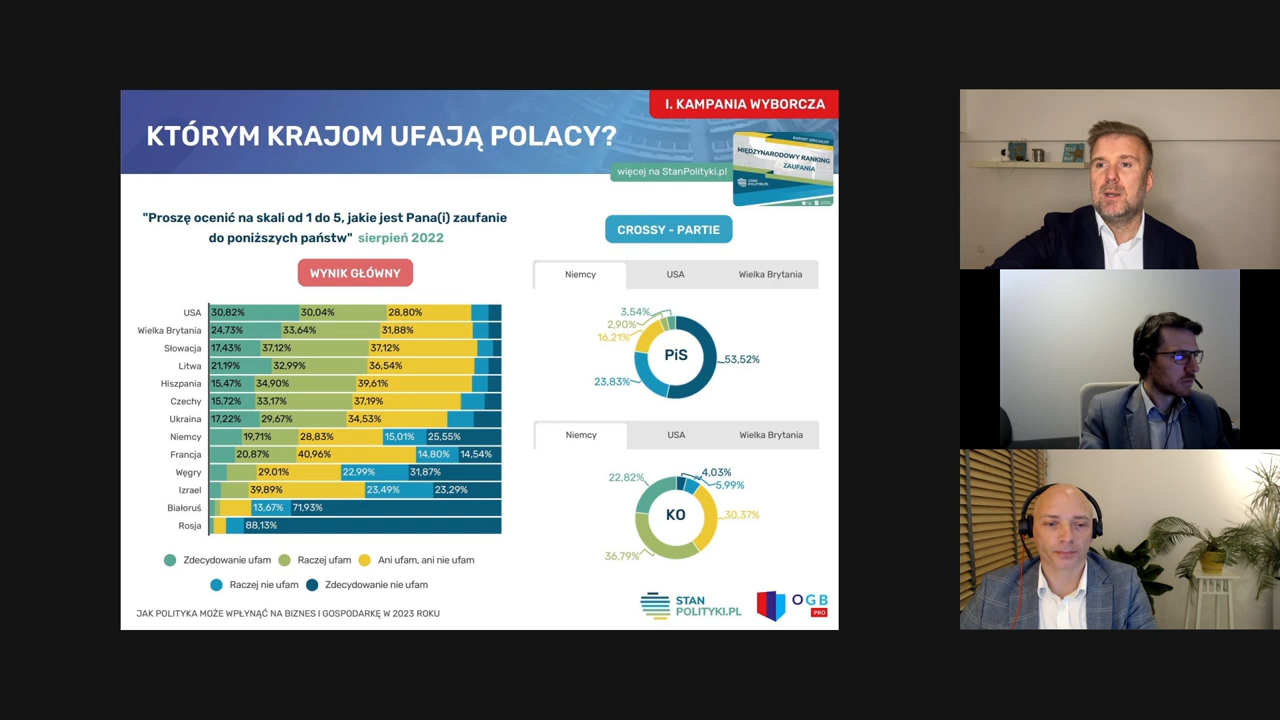 I. KAMPANIA WYBORCZA
KTÓRYM KRAJOM UFAJĄ POLACY?
RAPORT SPECJALNY
MIĘDZYNARODOWY RANKING
ZAUFANIA
STAN
POLITYKI.PL
więcej na StanPolityki.pl
"Proszę ocenić na skali od 1 do 5, jakie jest Pana(i) zaufanie
do poniższych państw" sierpień 2022
WYNIK GŁÓWNY
USA 30,82% 30,04% 28,80%
Wielka Brytania 24,73% 33,64% 31,88%
Słowacja 17,43% 37,12% 37,12%
Litwa 21,19% 32,99% 36,54%
Hiszpania 15,47% 34,90% 39,61%
Czechy 15,72% 33,17% 37,19%
Ukraina 17,22% 29,67% 34,53%
Niemcy 19,71% 28,83% 15,01% 25,55%
Francja 20,87% 40,96% 14,80% 14,54%
Węgry 29,01% 22,99% 31,87%
Izrael 39,89% 23,49% 23,29%
Białoruś 13,67% 71,93%
Rosja 88,13%
Zdecydowanie ufam Raczej ufam Ani ufam, ani nie ufam
Raczej nie ufam Zdecydowanie nie ufam
CROSSY - PARTIE
Niemcy USA Wielka Brytania
3,54%
2,90%
16,21%
PiS
53,52%
23,83%
Niemcy USA Wielka Brytania
22,82% 4,03%
5,99%
KO 30,37%
36,79%
JAK POLITYKA MOŻE WPŁYNĄĆ NA BIZNES I GOSPODARKĘ W 2023 ROKU
STAN
POLITYKI.PL
OGB
PRO